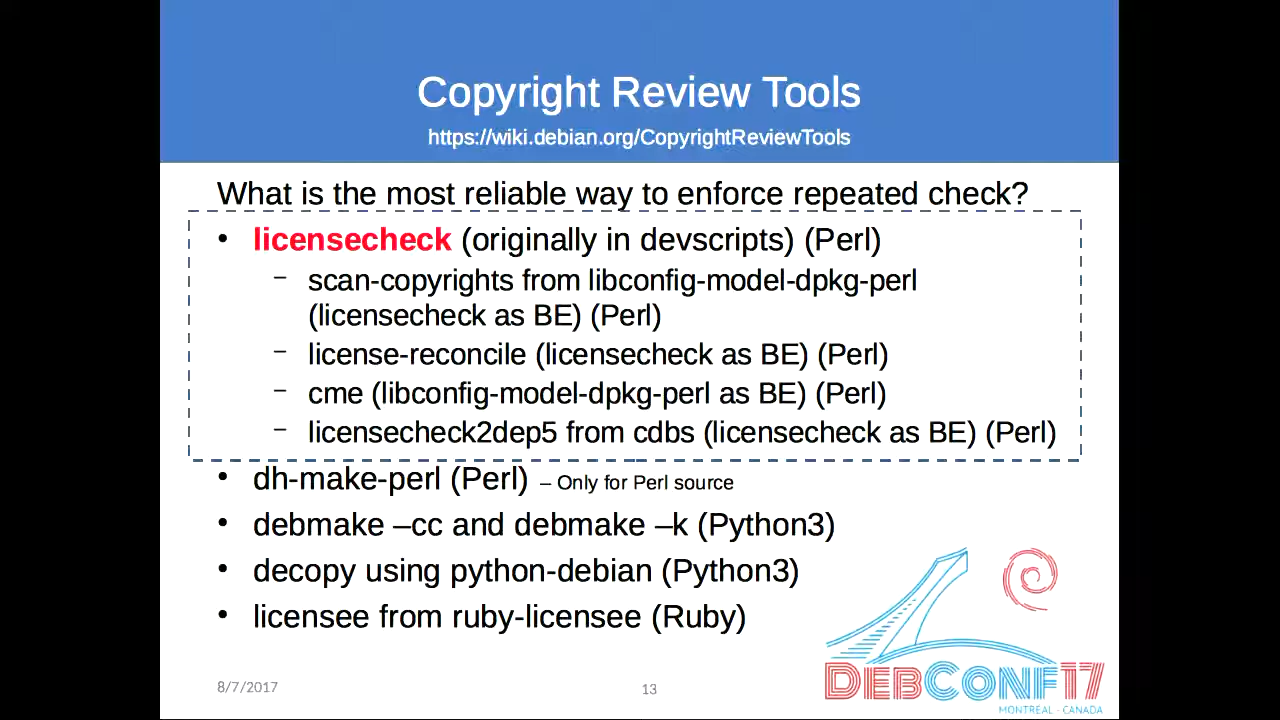 Copyright Review Tools
https://wiki.debian.org/CopyrightReviewTools
What is the most reliable way to enforce repeated check?
• licensecheck (originally in devscripts) (Perl)
– scan-copyrights from libconfig-model-dpkg-perl
(licensecheck as BE) (Perl)
– license-reconcile (licensecheck as BE) (Perl)
– cme (libconfig-model-dpkg-perl as BE) (Perl)
– licensecheck2dep5 from cdbs (licensecheck as BE) (Perl)
• dh-make-perl (Perl) – Only for Perl source
• debmake –cc and debmake –k (Python3)
• decopy using python-debian (Python3)
• licensee from ruby-licensee (Ruby)
8/7/2017
13
DEBCONF17
MONTREAL · CANADA